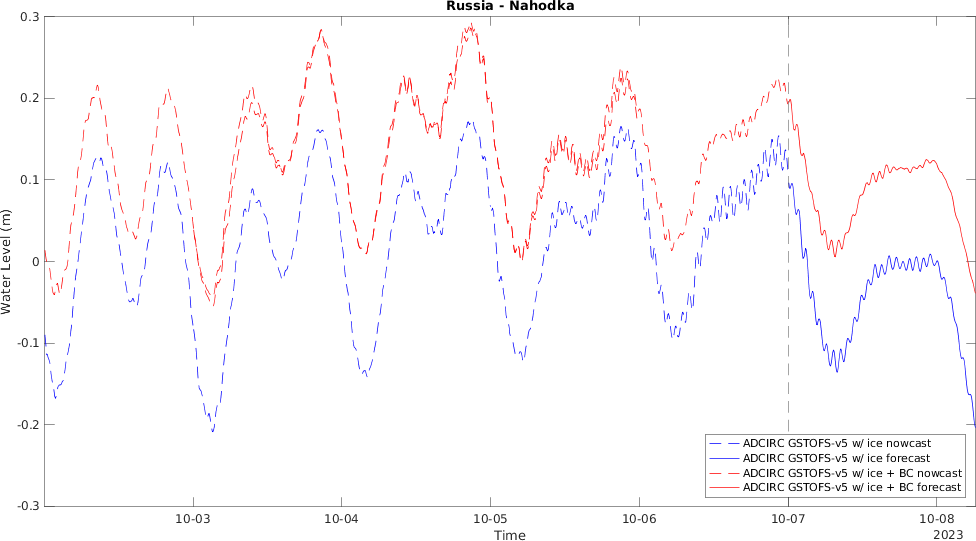 Russia - Nahodka
Water Level (m)
0.3
0.2
0.1
0
-0.1
-0.2
-0.3
ADCIRC GSTOFS-v5 w/ ice nowcast
ADCIRC GSTOFS-v5 w/ ice forecast
ADCIRC GSTOFS-v5 w/ ice + BC nowcast
ADCIRC GSTOFS-v5 w/ ice + BC forecast
10-03 10-04 10-05 10-06 10-07 10-08
2023
Time